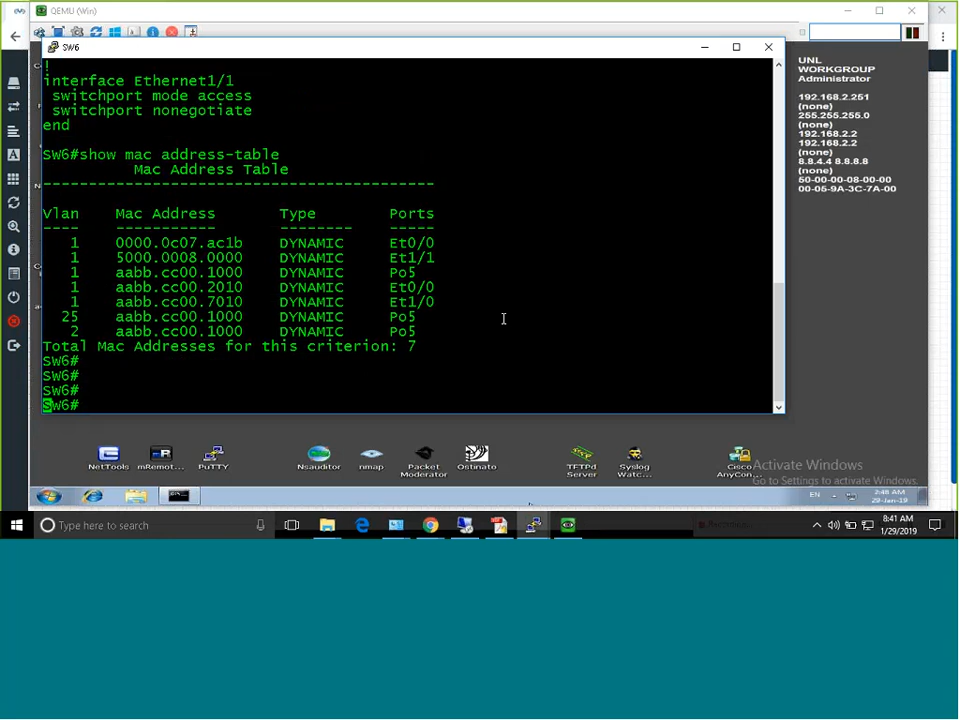 QEMU (Win)
SW6
!
interface Ethernet1/1
switchport mode access
switchport nonegotiate
end
SW6#show mac address-table
Mac Address Table
-------------------------------------------
Vlan Mac Address Type Ports
---- ----------- -------- -----
1 0000.0c07.ac1b DYNAMIC Et0/0
1 5000.0008.0000 DYNAMIC Et1/1
1 aabb.cc00.1000 DYNAMIC Po5
1 aabb.cc00.2010 DYNAMIC Et0/0
1 aabb.cc00.7010 DYNAMIC Et1/0
25 aabb.cc00.1000 DYNAMIC Po5
2 aabb.cc00.1000 DYNAMIC Po5
Total Mac Addresses for this criterion: 7
SW6#
SW6#
SW6#
SW6#
UNL
WORKGROUP
Administrator
192.168.2.251
(none)
255.255.255.0
(none)
192.168.2.2
192.168.2.2
(none)
8.8.4.4 8.8.8.8
(none)
50-00-00-08-00-00
00-05-9A-3C-7A-00
NetTools mRemot... PuTTY Nsauditor nmap Packet Moderator Ostinato TFTPd Server Syslog Watc... Cisco AnyCon...
Activate Windows
Go to Settings to activate Windows.
EN
2:48 AM
29-Jan-19
Type here to search
8:41 AM
1/29/2019